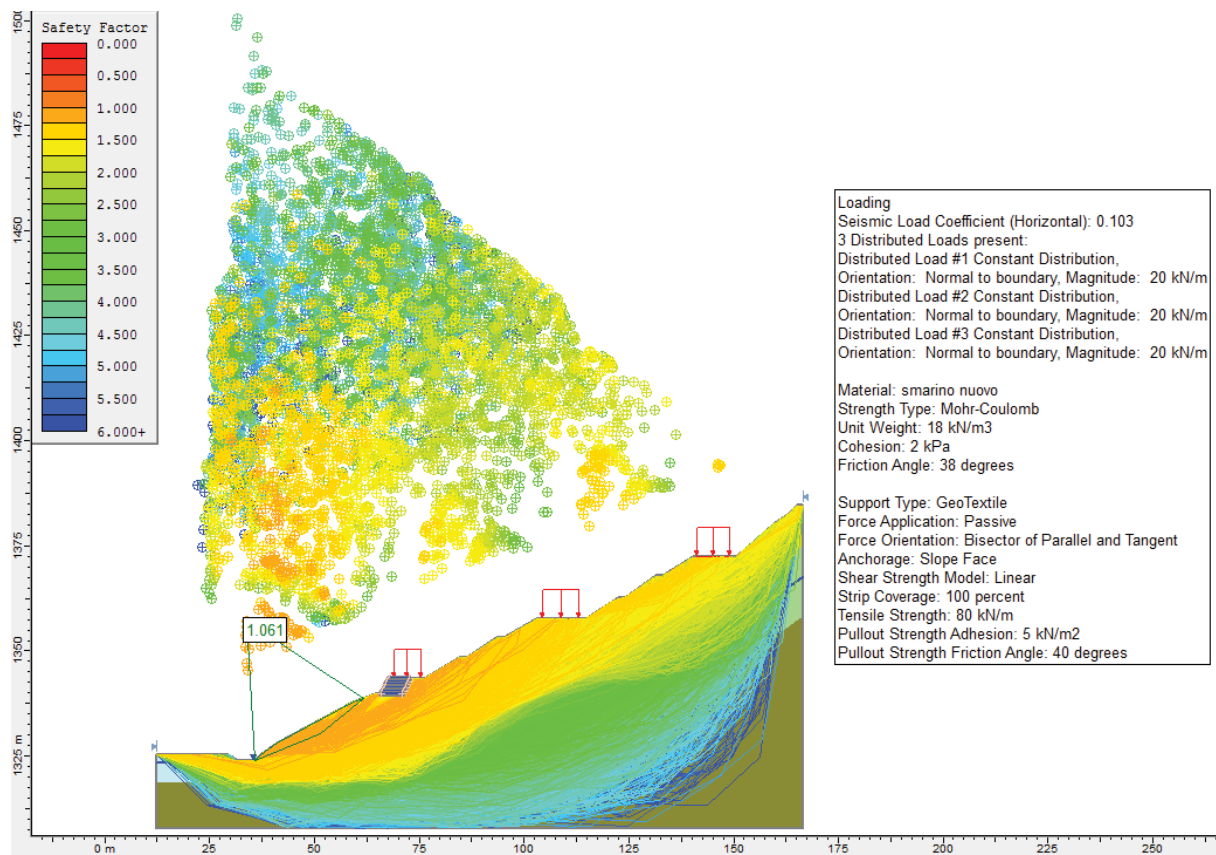 Safety Factor
0.000
0.500
1.000
1.500
2.000
2.500
3.000
3.500
4.000
4.500
5.000
5.500
6.000+
1500
1475
1450
1425
1400
1375
1350
1325 m
1.061
Loading
Seismic Load Coefficient (Horizontal): 0.103
3 Distributed Loads present:
Distributed Load #1 Constant Distribution,
Orientation:  Normal to boundary, Magnitude:  20 kN/m
Distributed Load #2 Constant Distribution,
Orientation:  Normal to boundary, Magnitude:  20 kN/m
Distributed Load #3 Constant Distribution,
Orientation:  Normal to boundary, Magnitude:  20 kN/m
Material: smarino nuovo
Strength Type: Mohr-Coulomb
Unit Weight: 18 kN/m3
Cohesion: 2 kPa
Friction Angle: 38 degrees
Support Type: GeoTextile
Force Application: Passive
Force Orientation: Bisector of Parallel and Tangent
Anchorage: Slope Face
Shear Strength Model: Linear
Strip Coverage: 100 percent
Tensile Strength: 80 kN/m
Pullout Strength Adhesion: 5 kN/m2
Pullout Strength Friction Angle: 40 degrees
0 m 25 50 75 100 125 150 175 200 225 250